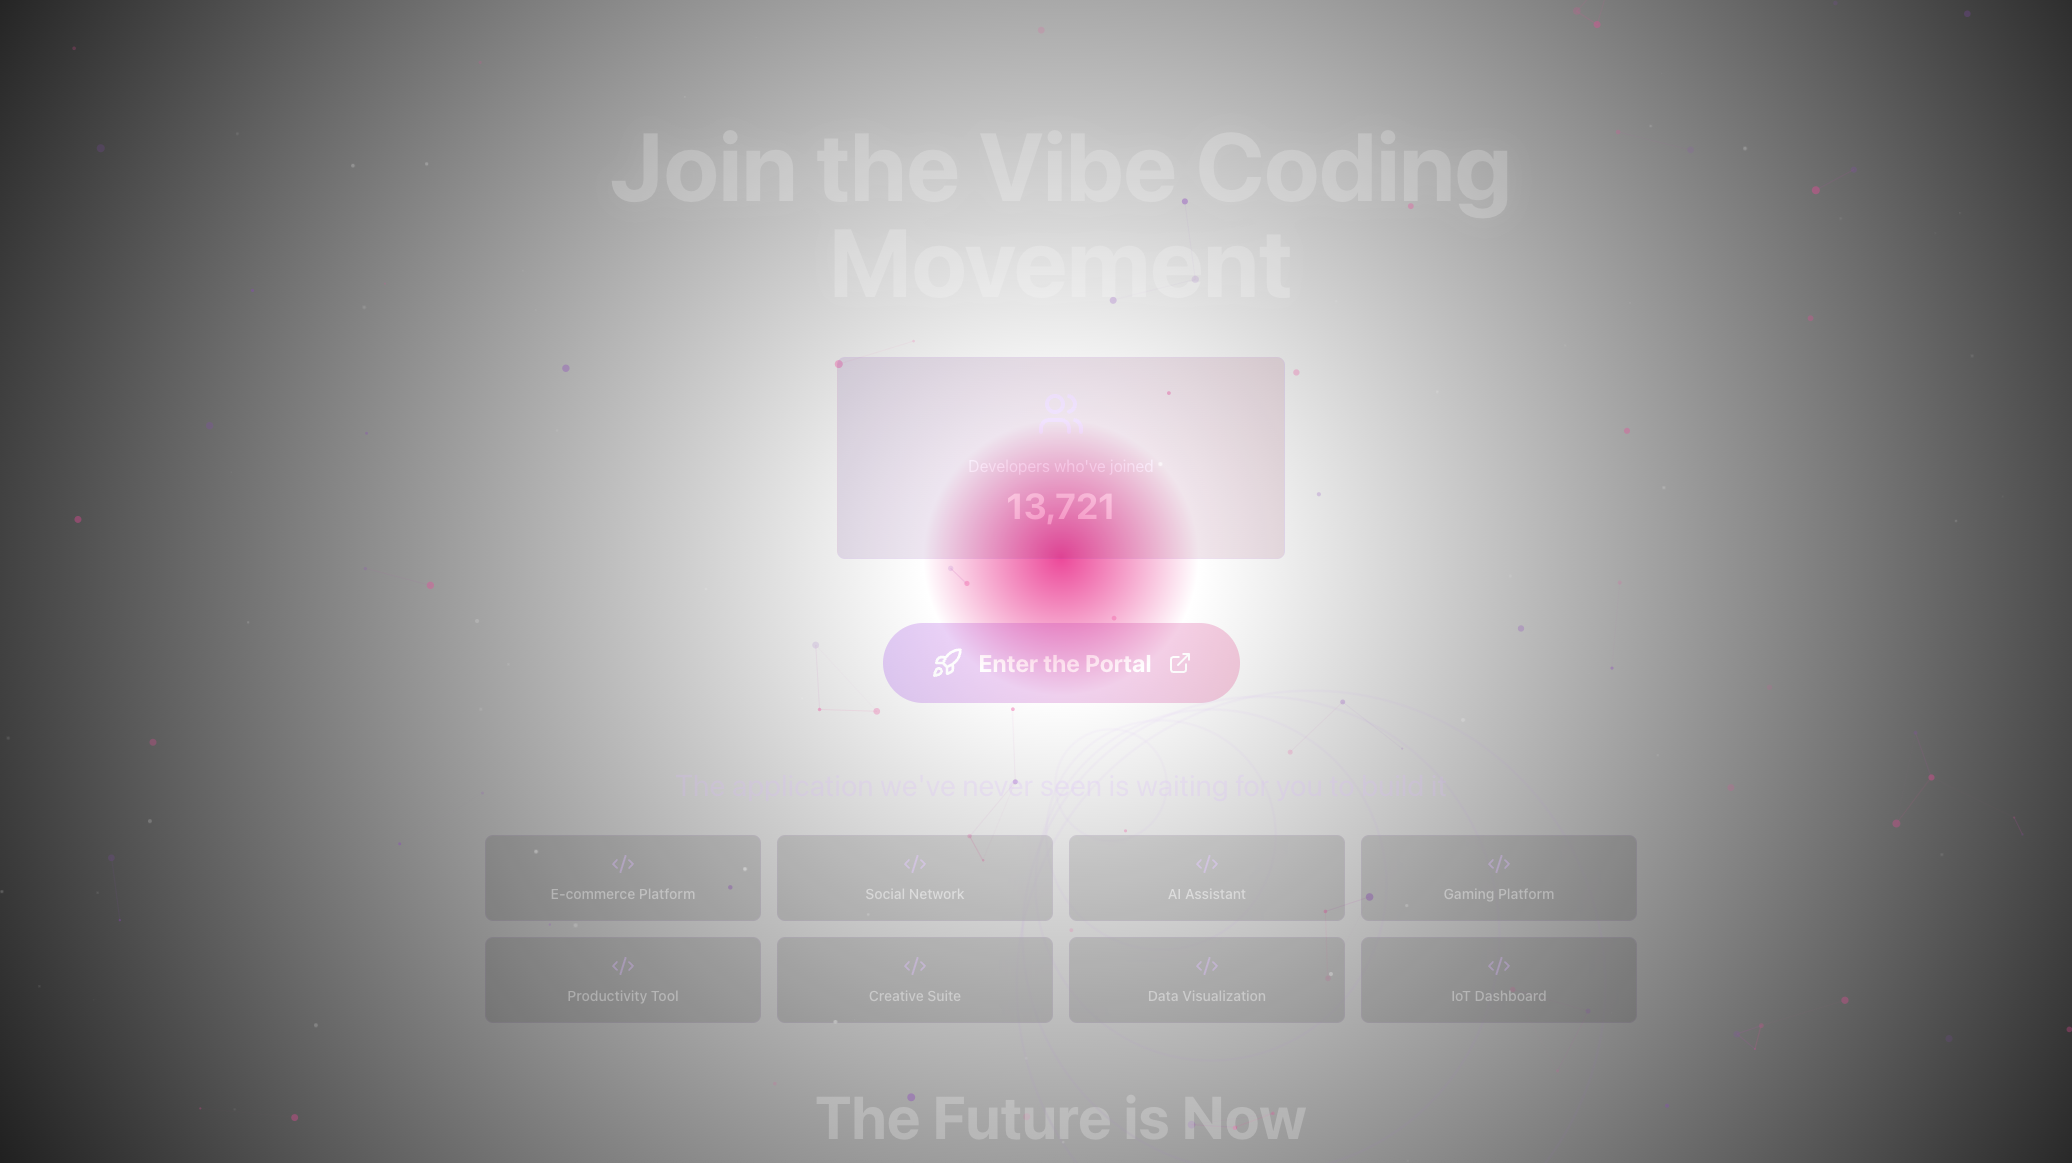 Join the Vibe Coding
Movement
Developers who've joined
13,721
Enter the Portal
The application we've never seen is waiting for you to build it
E-commerce Platform
Social Network
AI Assistant
Gaming Platform
Productivity Tool
Creative Suite
Data Visualization
IoT Dashboard
The Future is Now